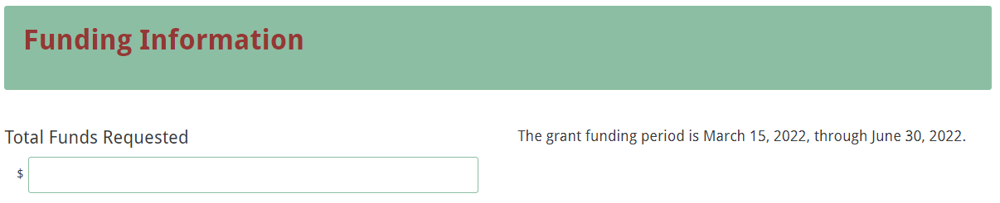 Funding Information
Total Funds Requested
$
The grant funding period is March 15, 2022, through June 30, 2022.